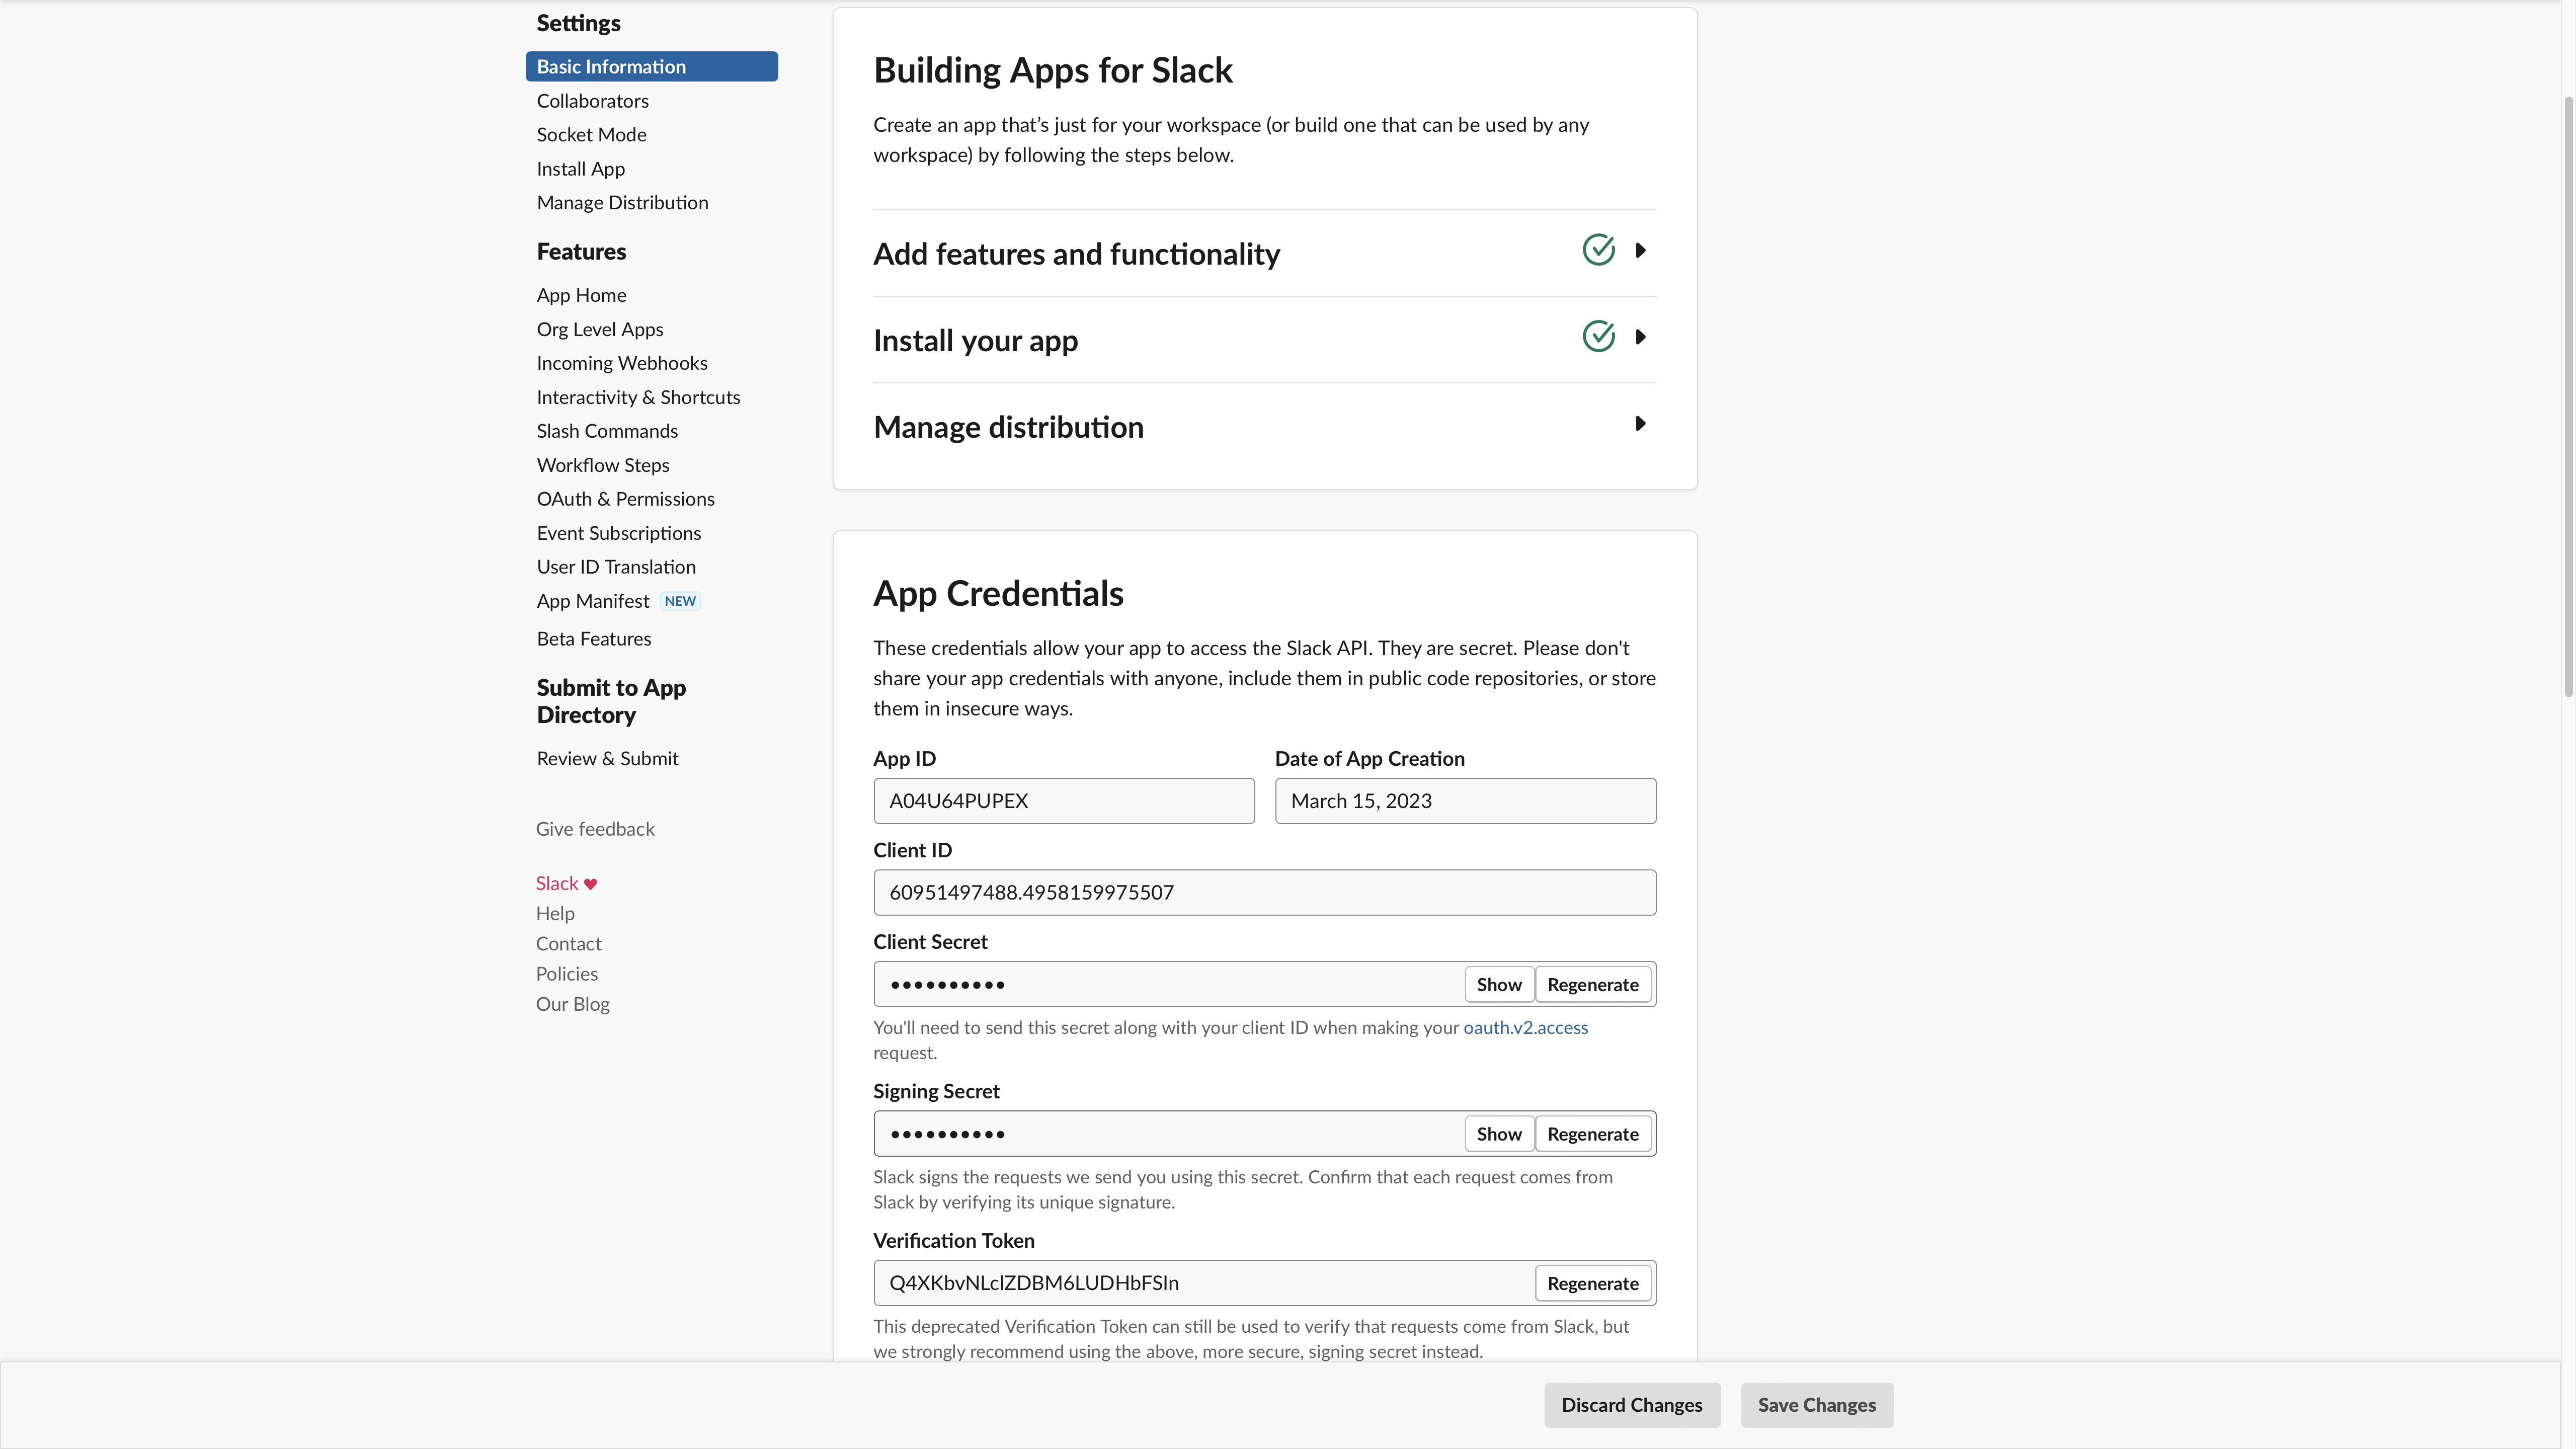 Settings
Basic Information
Collaborators
Socket Mode
Install App
Manage Distribution
Features
App Home
Org Level Apps
Incoming Webhooks
Interactivity & Shortcuts
Slash Commands
Workflow Steps
OAuth & Permissions
Event Subscriptions
User ID Translation
App Manifest NEW
Beta Features
Submit to App
Directory
Review & Submit
Give feedback
Slack ♥
Help
Contact
Policies
Our Blog
Building Apps for Slack
Create an app that’s just for your workspace (or build one that can be used by any
workspace) by following the steps below.
Add features and functionality
Install your app
Manage distribution
App Credentials
These credentials allow your app to access the Slack API. They are secret. Please don't
share your app credentials with anyone, include them in public code repositories, or store
them in insecure ways.
App ID Date of App Creation
A04U64PUPEX March 15, 2023
Client ID
60951497488.4958159975507
Client Secret
•••••••••• Show Regenerate
You'll need to send this secret along with your client ID when making your oauth.v2.access
request.
Signing Secret
•••••••••• Show Regenerate
Slack signs the requests we send you using this secret. Confirm that each request comes from
Slack by verifying its unique signature.
Verification Token
Q4XKbvNLclZDBM6LUDHbFSIn Regenerate
This deprecated Verification Token can still be used to verify that requests come from Slack, but
we strongly recommend using the above, more secure, signing secret instead.
Discard Changes Save Changes